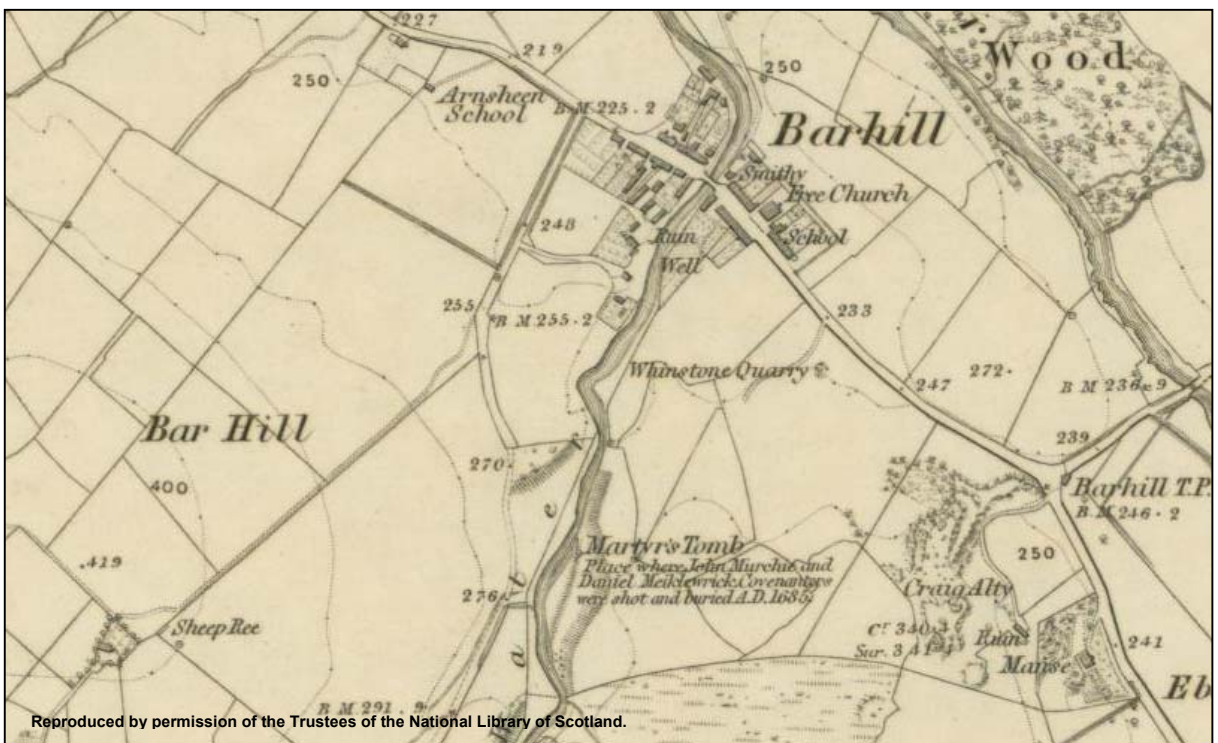 227
219
250
250
Wood
Arnsheen
School
B M 225.2
Barhill
Smithy
Free Church
School
248
Ruin
Well
255
B M 255.2
233
Whinstone Quarry
247
272
B M 236.9
239
Bar Hill
400
270
Barhill T.P.
B M 246.2
250
Martyr's Tomb
Place where John Murchie and
Daniel Meiklewrick Covenanters
were shot and buried A.D. 1685.
.419
276
Craig Alty
Sheep Ree
Cr. 340.4
Sur. 341
Ruin
Manse
241
B M 291.9
Eb
Reproduced by permission of the Trustees of the National Library of Scotland.